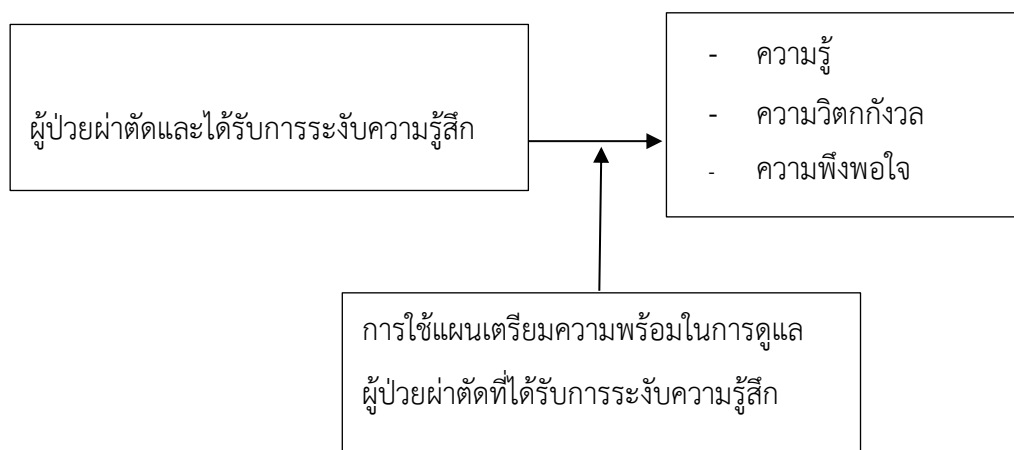 ผู้ป่วยผ่าตัดและได้รับการระงับความรู้สึก
- ความรู้
- ความวิตกกังวล
- ความพึงพอใจ
การใช้แผนเตรียมความพร้อมในการดูแล
ผู้ป่วยผ่าตัดที่ได้รับการระงับความรู้สึก